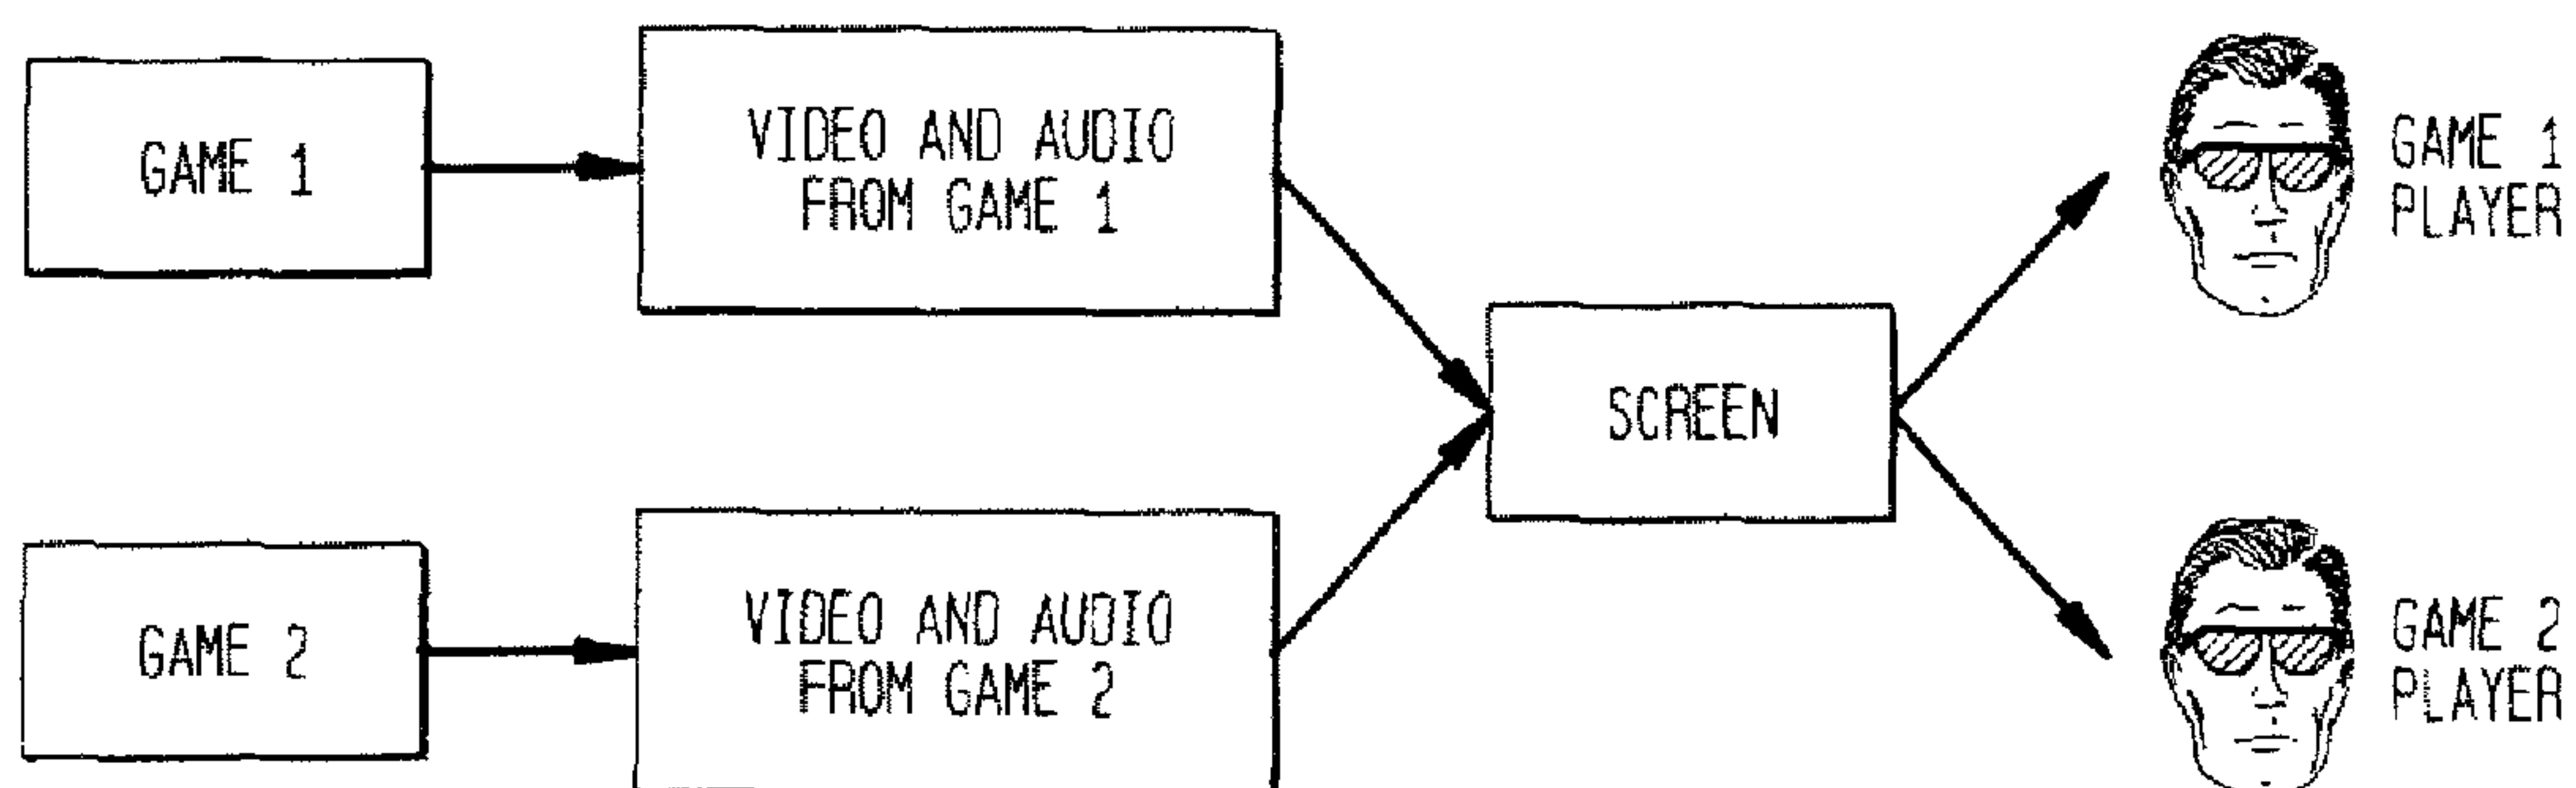 GAME 1
VIDEO AND AUDIO
FROM GAME 1
GAME 1
PLAYER
SCREEN
GAME 2
VIDEO AND AUDIO
FROM GAME 2
GAME 2
PLAYER